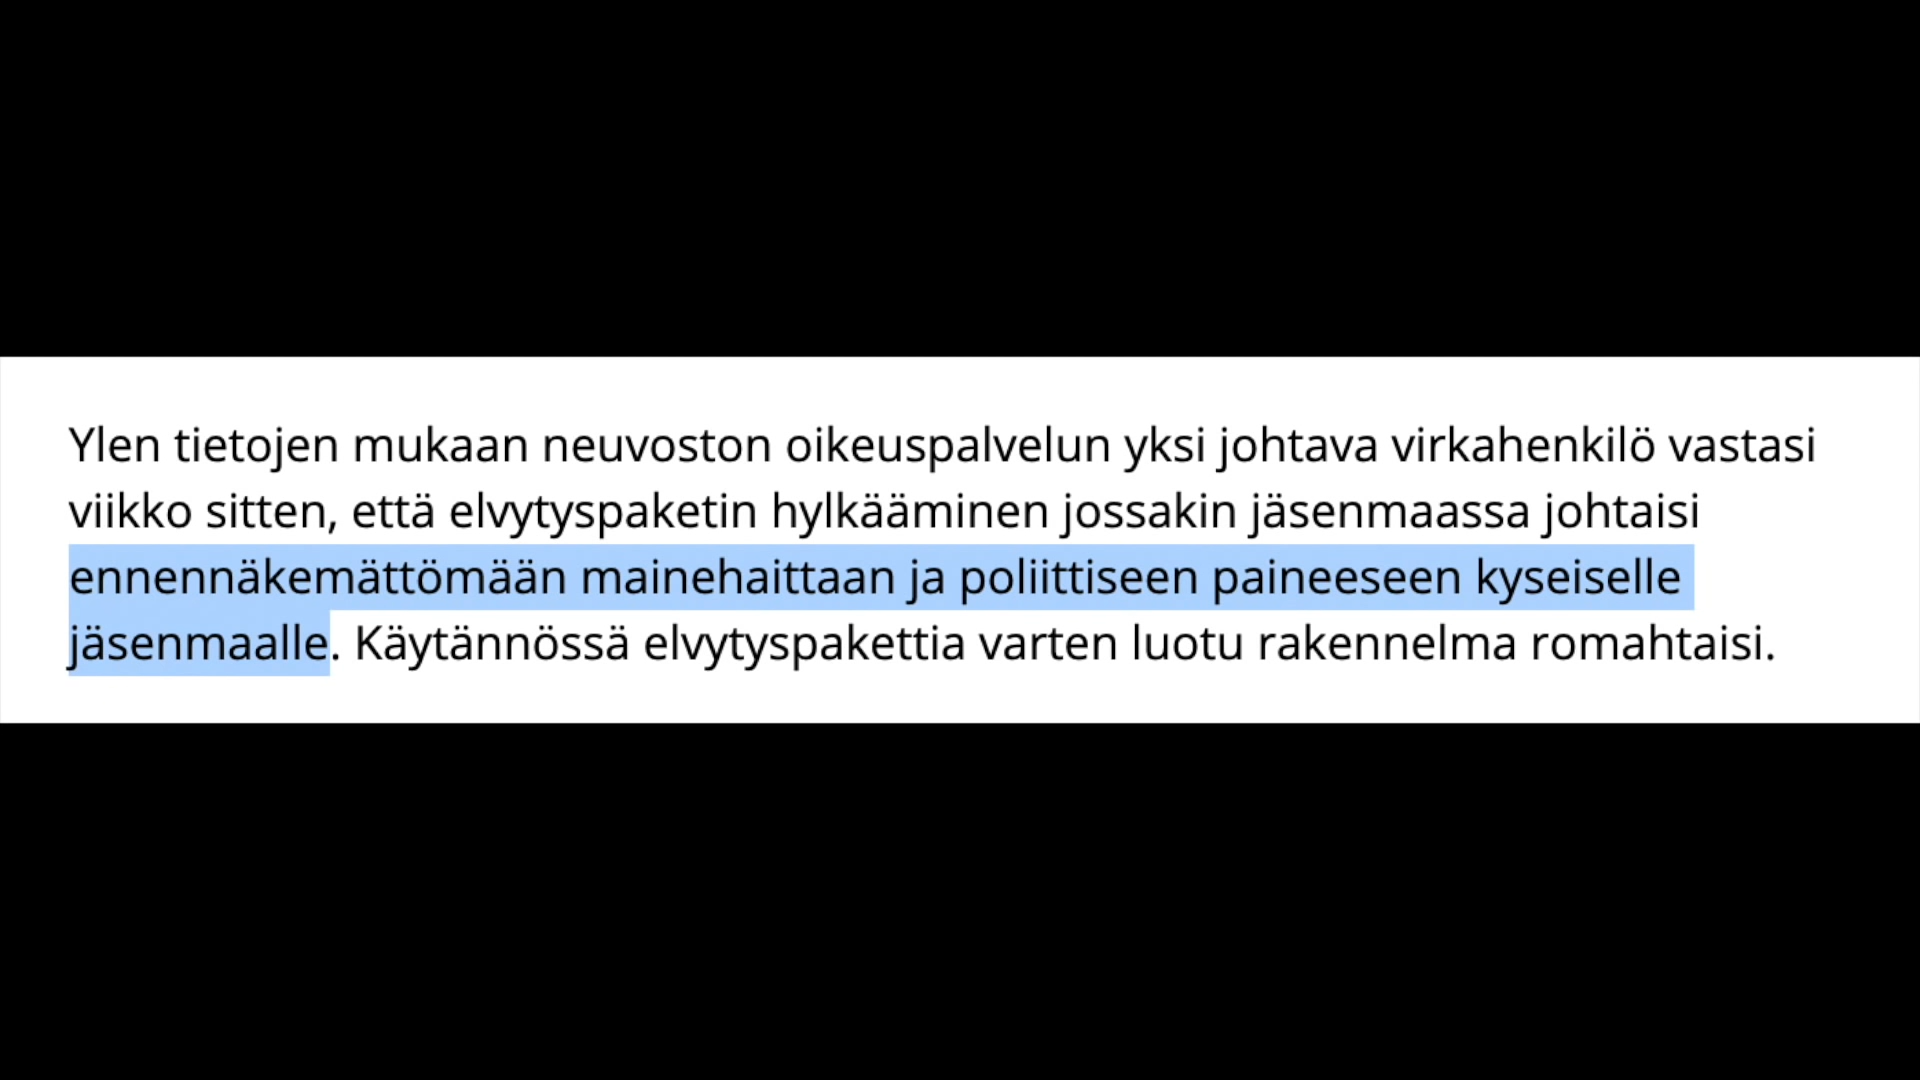 Ylen tietojen mukaan neuvoston oikeuspalvelun yksi johtava virkahenkilö vastasi
viikko sitten, että elvytyspaketin hylkääminen jossakin jäsenmaassa johtaisi
ennennäkemättömään mainehaittaan ja poliittiseen paineeseen kyseiselle
jäsenmaalle. Käytännössä elvytyspakettia varten luotu rakennelma romahtaisi.